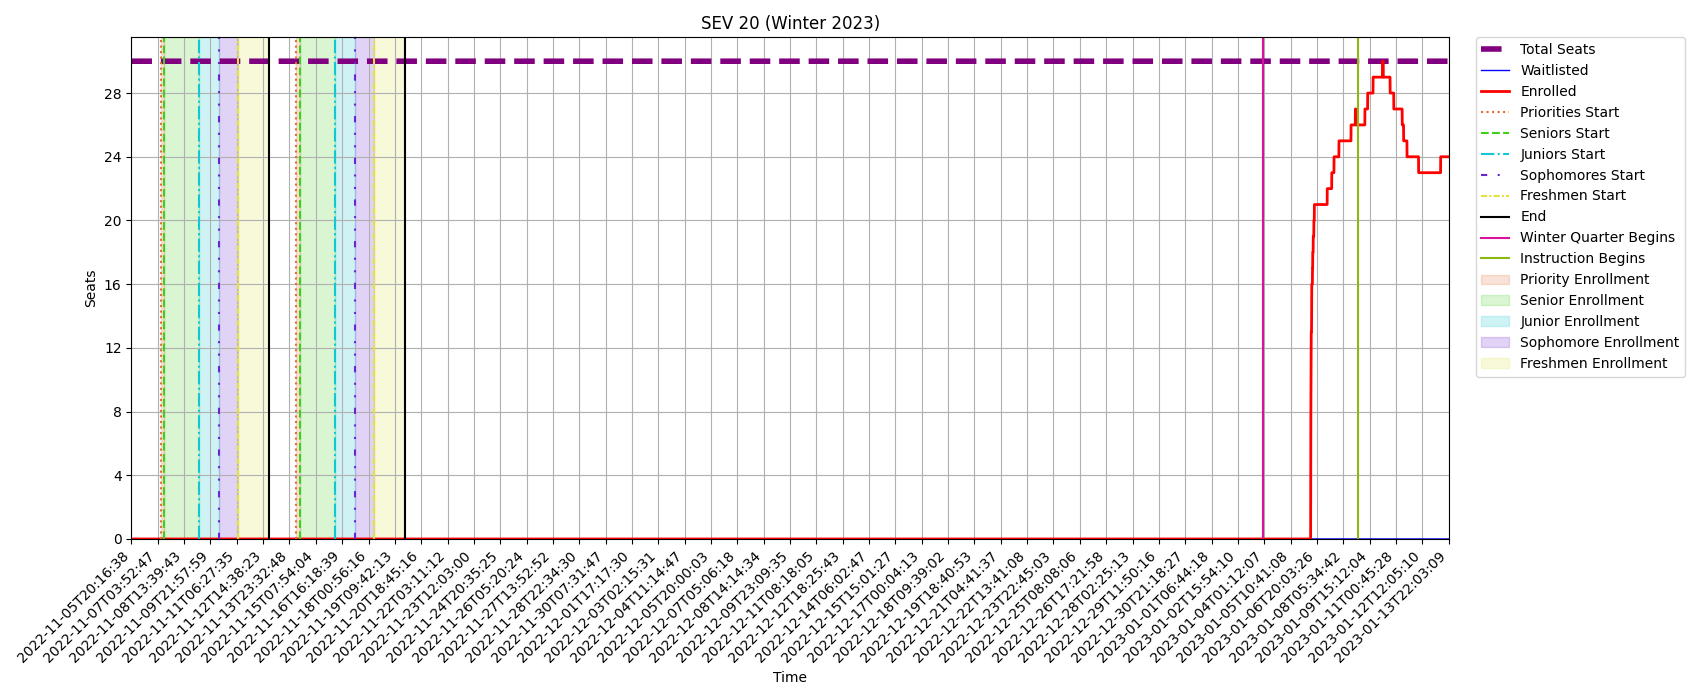 SEV 20 (Winter 2023)
Total Seats
Waitlisted
Enrolled
Priorities Start
Seniors Start
Juniors Start
Sophomores Start
Freshmen Start
End
Winter Quarter Begins
Instruction Begins
Priority Enrollment
Senior Enrollment
Junior Enrollment
Sophomore Enrollment
Freshmen Enrollment
Seats
28
24
20
16
12
8
4
0
2022-11-05T20:16:38
2022-11-07T03:52:47
2022-11-08T13:39:43
2022-11-09T21:57:59
2022-11-11T06:27:35
2022-11-12T14:38:23
2022-11-13T23:32:48
2022-11-15T07:54:04
2022-11-16T16:18:39
2022-11-18T00:56:16
2022-11-19T09:42:13
2022-11-20T18:45:16
2022-11-22T03:11:12
2022-11-23T12:03:00
2022-11-24T20:35:25
2022-11-26T05:20:24
2022-11-27T13:52:52
2022-11-28T22:34:30
2022-11-30T07:31:47
2022-12-01T17:17:30
2022-12-03T02:15:31
2022-12-04T11:14:47
2022-12-05T20:00:03
2022-12-07T05:06:18
2022-12-08T14:14:34
2022-12-09T23:09:35
2022-12-11T08:18:05
2022-12-12T18:25:43
2022-12-14T06:02:47
2022-12-15T15:01:27
2022-12-17T00:04:13
2022-12-18T09:39:02
2022-12-19T18:40:53
2022-12-21T04:41:37
2022-12-22T13:41:08
2022-12-23T22:45:03
2022-12-25T08:08:06
2022-12-26T17:21:58
2022-12-28T02:25:13
2022-12-29T11:50:16
2022-12-30T21:18:27
2023-01-01T06:44:18
2023-01-02T15:54:10
2023-01-04T01:12:07
2023-01-05T10:41:08
2023-01-06T20:03:26
2023-01-08T05:34:42
2023-01-09T15:12:04
2023-01-11T00:45:28
2023-01-12T12:05:10
2023-01-13T22:03:09
Time